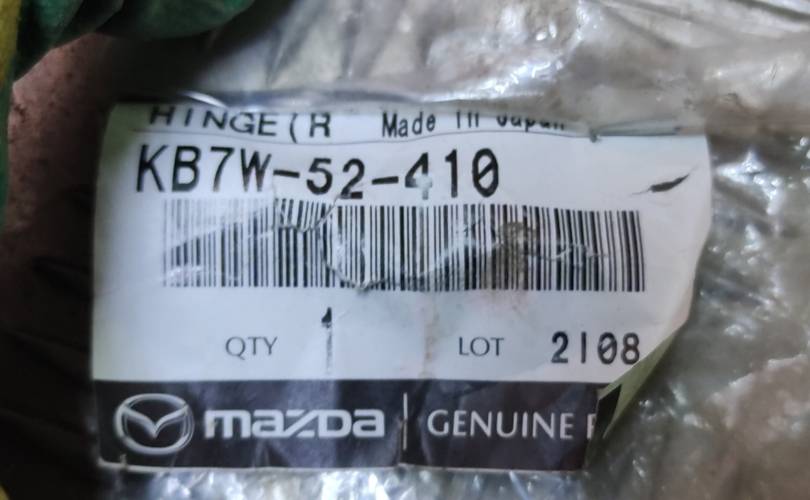 HINGE(R Made in Japan
KB7W-52-410
QTY 1 LOT 2108
mazda GENUINE